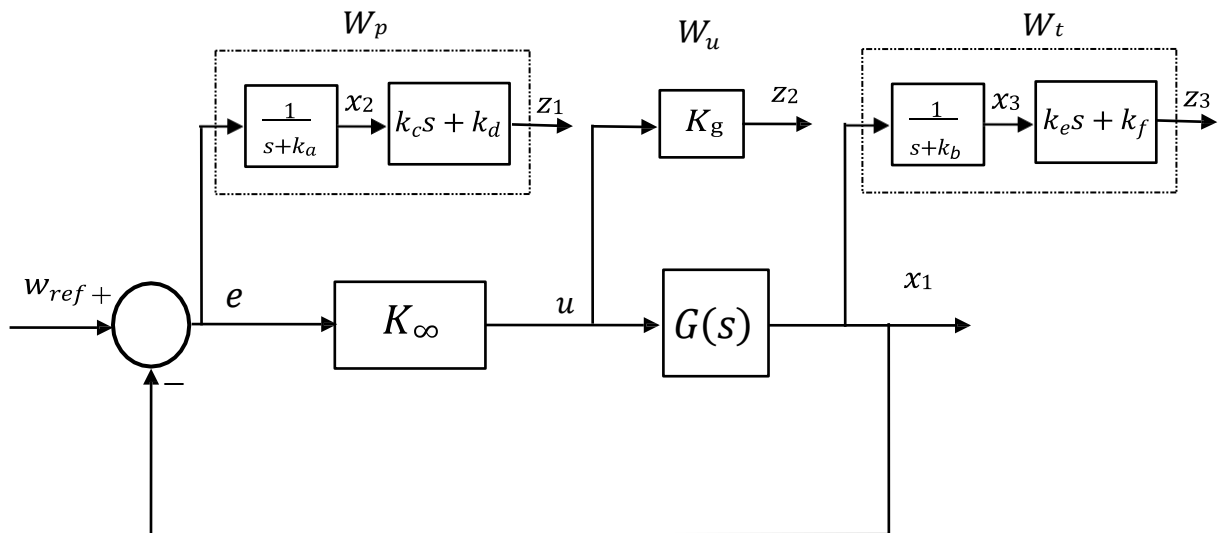 W_p
W_u
W_t
1
s+k_a
x_2
k_c s + k_d
z_1
K_g
z_2
1
s+k_b
x_3
k_e s + k_f
z_3
w_ref +
e
K_∞
u
G(s)
x_1
−